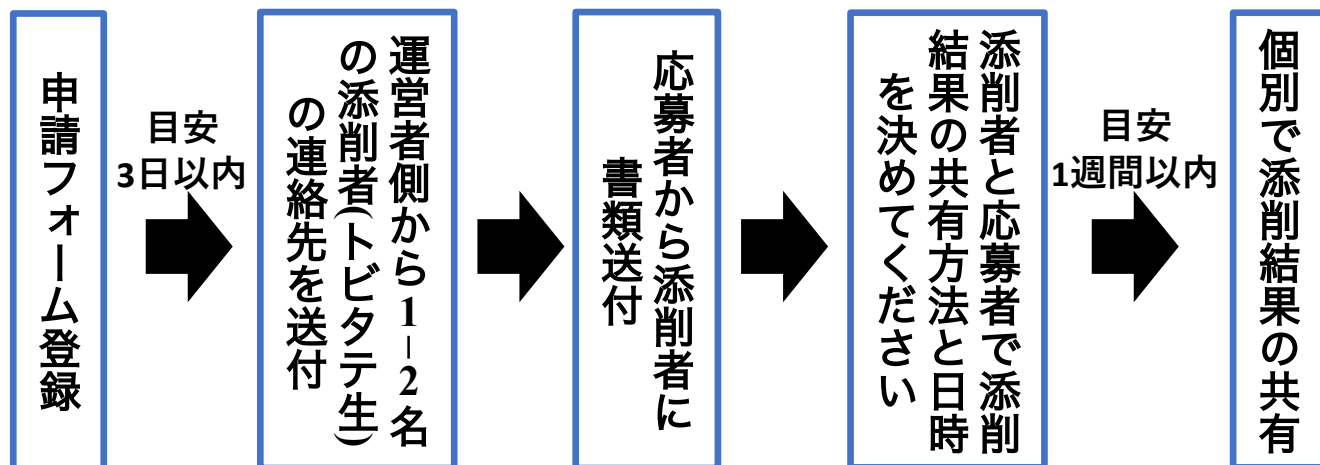 申請フォーム登録
目安
3日以内
運営者側から1–2名
の添削者(トビタテ生)
の連絡先を送付
応募者から添削者に
書類送付
添削者と応募者で添削
結果の共有方法と日時
を決めてください
目安
1週間以内
個別で添削結果の共有